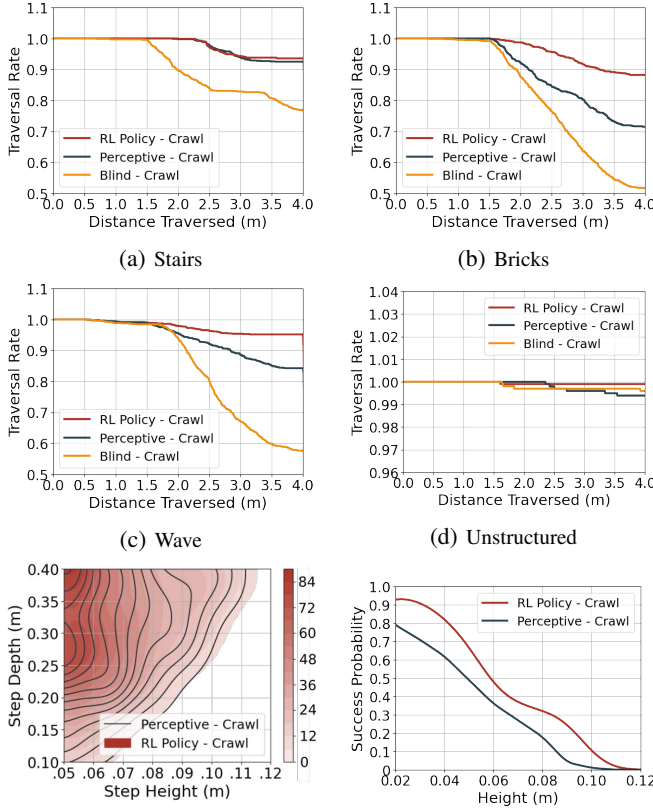 1.1
1.0
0.9
0.8
0.7
0.6
0.5
Traversal Rate
RL Policy - Crawl
Perceptive - Crawl
Blind - Crawl
0.0 0.5 1.0 1.5 2.0 2.5 3.0 3.5 4.0
Distance Traversed (m)
(a) Stairs
1.1
1.0
0.9
0.8
0.7
0.6
0.5
Traversal Rate
RL Policy - Crawl
Perceptive - Crawl
Blind - Crawl
0.0 0.5 1.0 1.5 2.0 2.5 3.0 3.5 4.0
Distance Traversed (m)
(b) Bricks
1.1
1.0
0.9
0.8
0.7
0.6
0.5
Traversal Rate
RL Policy - Crawl
Perceptive - Crawl
Blind - Crawl
0.0 0.5 1.0 1.5 2.0 2.5 3.0 3.5 4.0
Distance Traversed (m)
(c) Wave
1.04
1.03
1.02
1.01
1.00
0.99
0.98
0.97
0.96
Traversal Rate
RL Policy - Crawl
Perceptive - Crawl
Blind - Crawl
0.0 0.5 1.0 1.5 2.0 2.5 3.0 3.5 4.0
Distance Traversed (m)
(d) Unstructured
0.40
0.35
0.30
0.25
0.20
0.15
0.10
Step Depth (m)
Perceptive - Crawl
RL Policy - Crawl
.05 .06 .07 .08 .09 .10 .11 .12
Step Height (m)
84
72
60
48
36
24
12
0
1.0
0.9
0.8
0.7
0.6
0.5
0.4
0.3
0.2
0.1
0
Success Probability
RL Policy - Crawl
Perceptive - Crawl
0.02 0.04 0.06 0.08 0.10 0.12
Height (m)